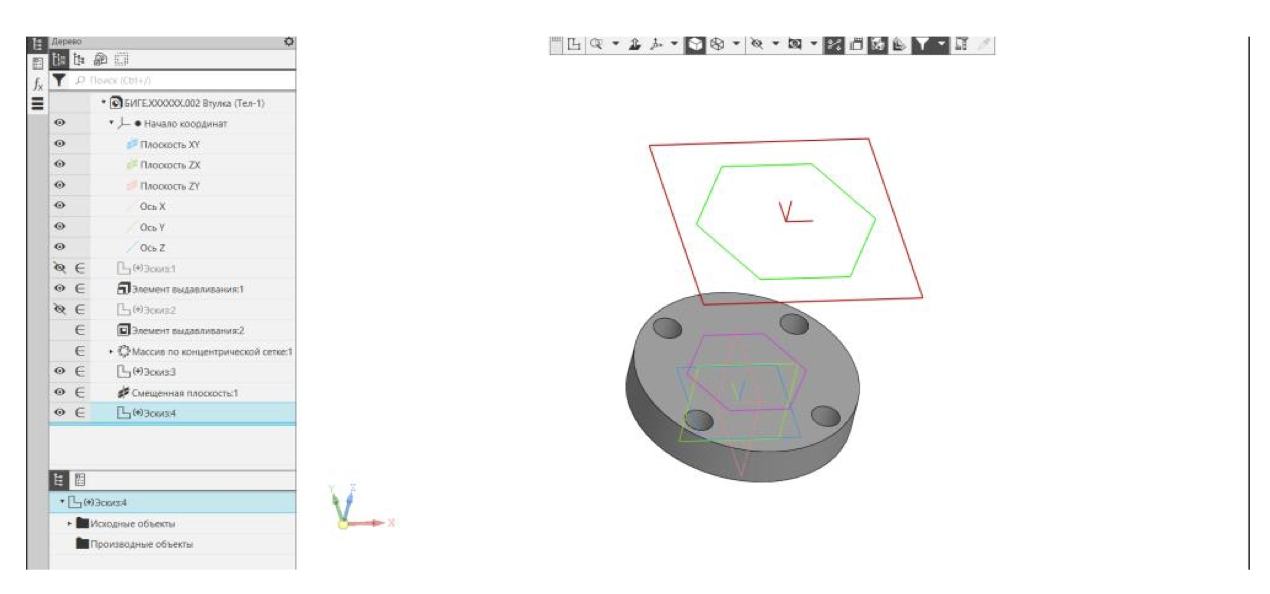 Дерево
Поиск (Ctrl+/)
БИГЕ.XXXXXX.002 Втулка (Тел-1)
Начало координат
Плоскость XY
Плоскость ZX
Плоскость ZY
Ось X
Ось Y
Ось Z
(+)Эскиз:1
Элемент выдавливания:1
(+)Эскиз:2
Элемент выдавливания:2
Массив по концентрической сетке:1
(+)Эскиз:3
Смещенная плоскость:1
(+)Эскиз:4
(+)Эскиз:4
Исходные объекты
Производные объекты
Y Z
X